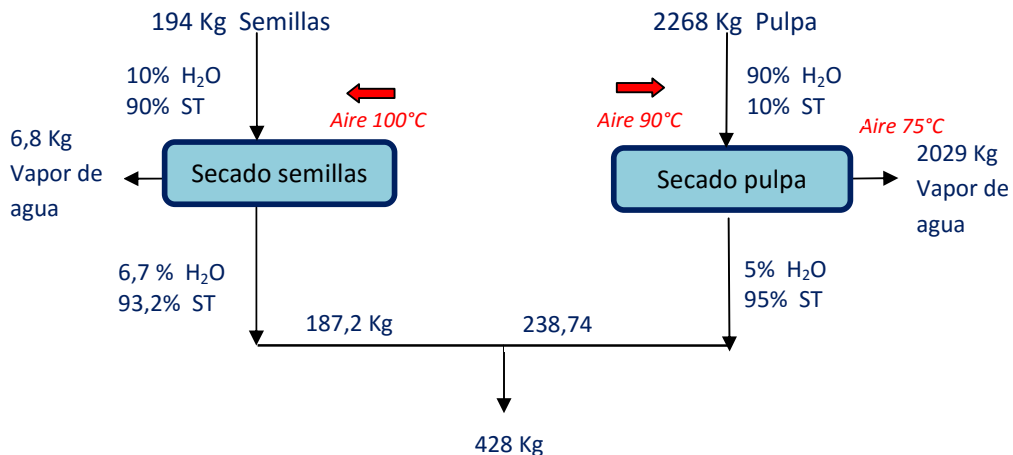 194 Kg Semillas
2268 Kg Pulpa
10% H₂O
90% ST
90% H₂O
10% ST
Aire 100°C
Aire 90°C
Aire 75°C
6,8 Kg
Vapor de
agua
Secado semillas
Secado pulpa
2029 Kg
Vapor de
agua
6,7 % H₂O
93,2% ST
5% H₂O
95% ST
187,2 Kg
238,74
428 Kg